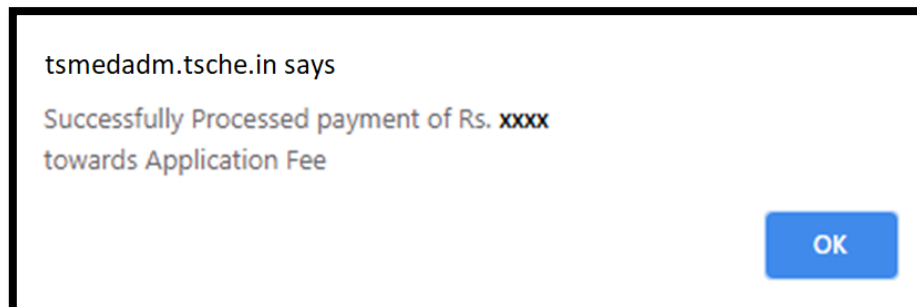 tsmedadm.tsche.in says
Successfully Processed payment of Rs. xxxx
towards Application Fee
OK